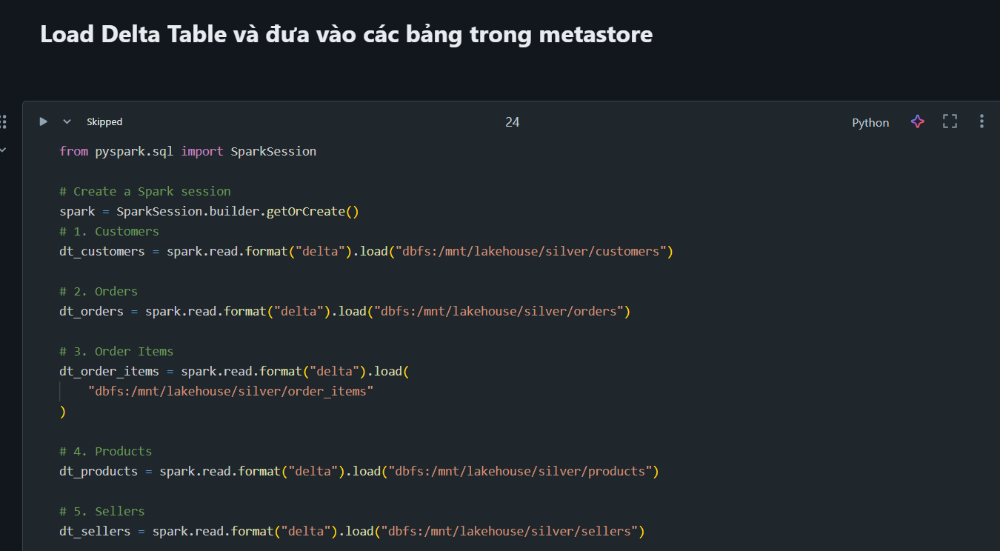 Load Delta Table và đưa vào các bảng trong metastore
Skipped
24
Python
from pyspark.sql import SparkSession
# Create a Spark session
spark = SparkSession.builder.getOrCreate()
# 1. Customers
dt_customers = spark.read.format("delta").load("dbfs:/mnt/lakehouse/silver/customers")
# 2. Orders
dt_orders = spark.read.format("delta").load("dbfs:/mnt/lakehouse/silver/orders")
# 3. Order Items
dt_order_items = spark.read.format("delta").load(
"dbfs:/mnt/lakehouse/silver/order_items"
)
# 4. Products
dt_products = spark.read.format("delta").load("dbfs:/mnt/lakehouse/silver/products")
# 5. Sellers
dt_sellers = spark.read.format("delta").load("dbfs:/mnt/lakehouse/silver/sellers")